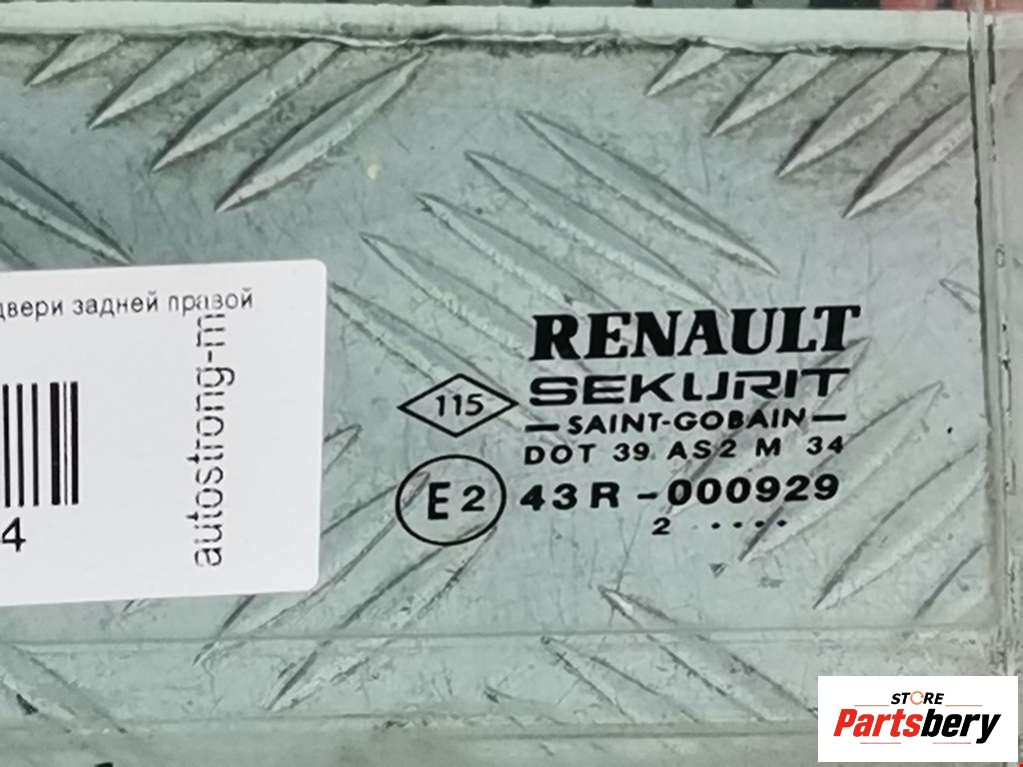 двери задней правой
autostrong-m
4
RENAULT
SEKURIT
SAINT-GOBAIN
115
DOT 39 AS2 M 34
E2 43R-000929
2 ....
STORE
Partsbery